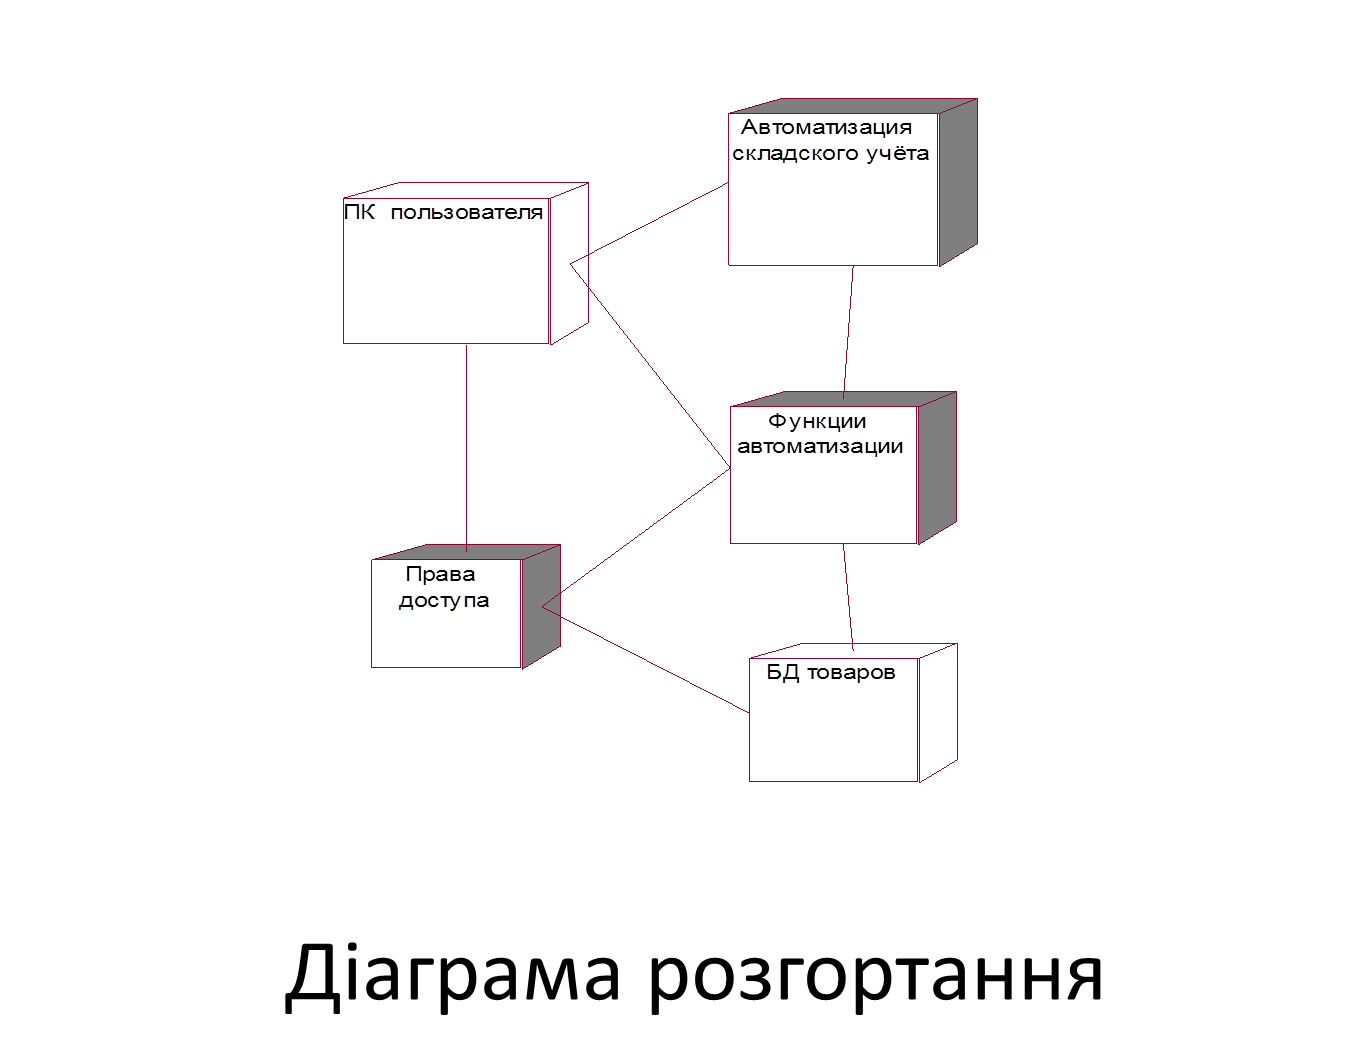 Автоматизация
складского учёта
ПК пользователя
Функции
автоматизации
Права
доступа
БД товаров
Діаграма розгортання